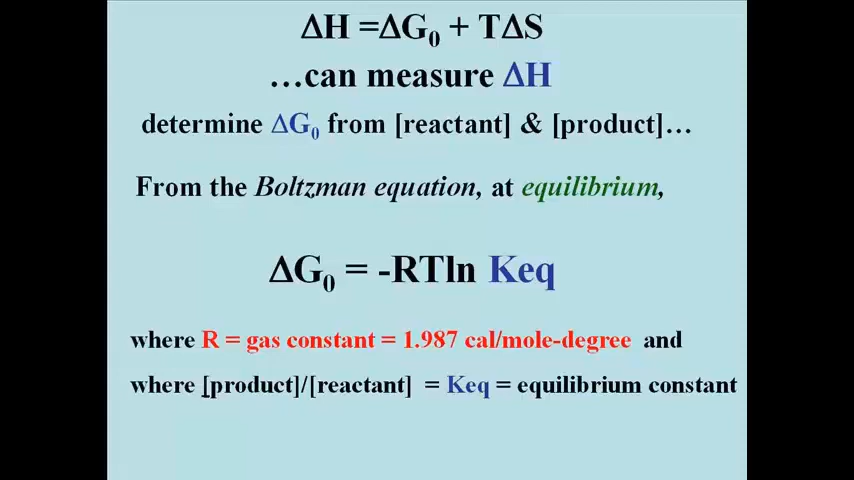 ΔH =ΔG₀ + TΔS
…can measure ΔH
determine ΔG₀ from [reactant] & [product]…
From the Boltzman equation, at equilibrium,
ΔG₀ = -RTln Keq
where R = gas constant = 1.987 cal/mole-degree and
where [product]/[reactant] = Keq = equilibrium constant